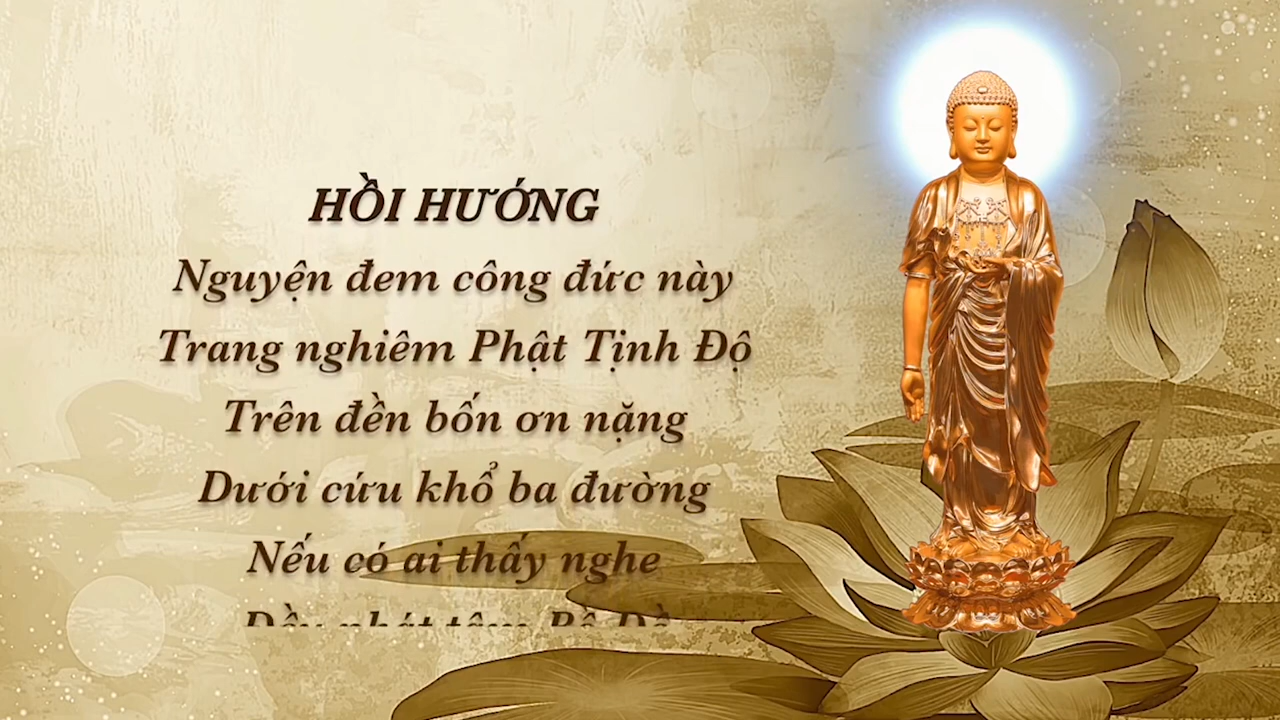 HỒI HƯỚNG
Nguyện đem công đức này
Trang nghiêm Phật Tịnh Độ
Trên đền bốn ơn nặng
Dưới cứu khổ ba đường
Nếu có ai thấy nghe